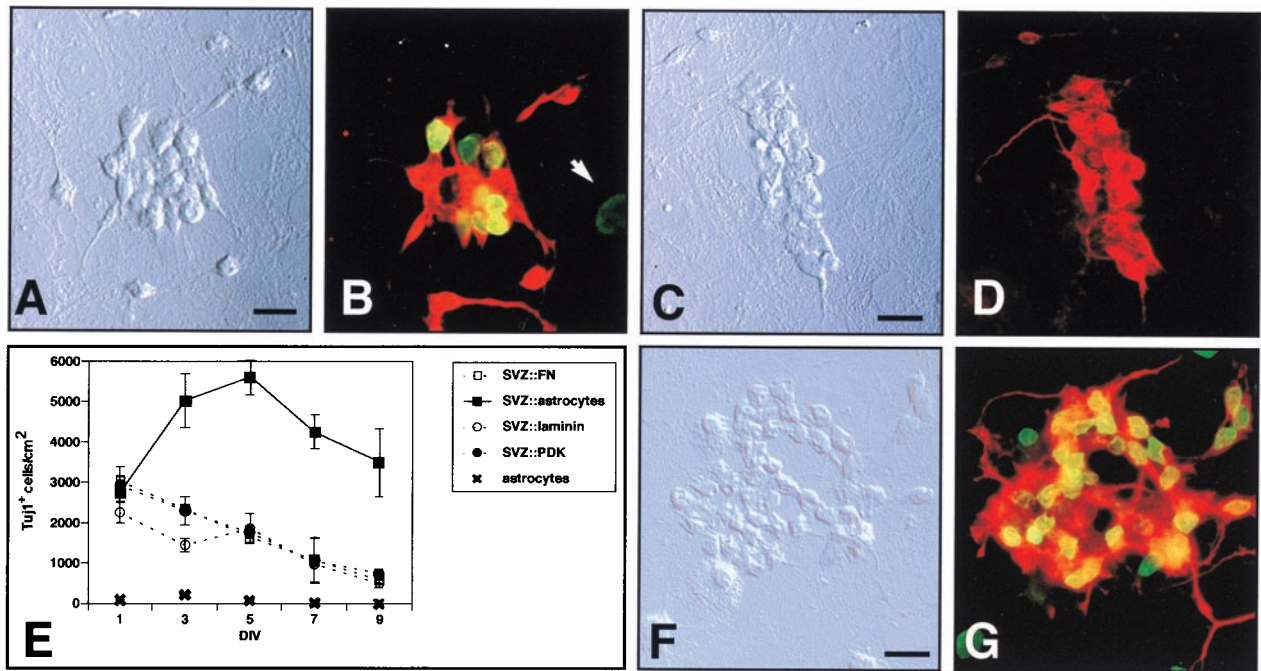 A
B
C
D
6000
5000
4000
3000
2000
1000
0
Tuj1+ cells/cm2
1 3 5 7 9
DIV
SVZ::FN
SVZ::astrocytes
SVZ::laminin
SVZ::PDK
astrocytes
E
F
G